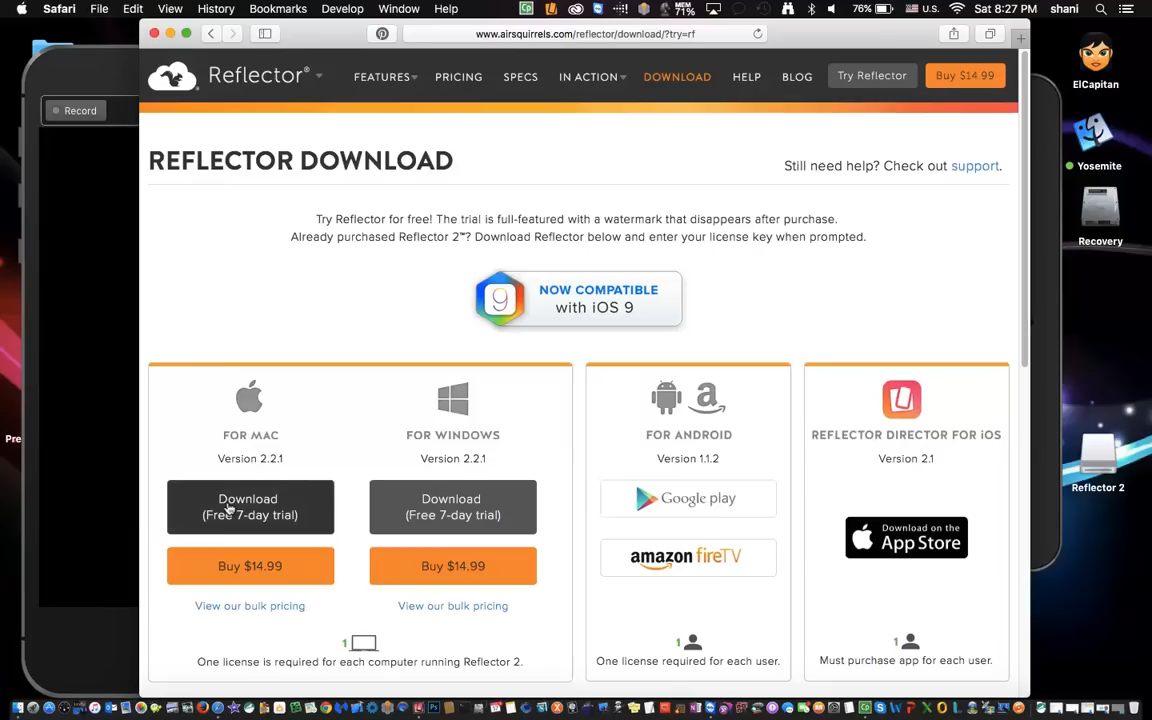 Safari File Edit View History Bookmarks Develop Window Help
MEM 71% 76% U.S. Sat 8:27 PM shani
www.airsquirrels.com/reflector/download/?try=rf
Record
Reflector® FEATURES PRICING SPECS IN ACTION DOWNLOAD HELP BLOG Try Reflector Buy $14.99
REFLECTOR DOWNLOAD
Still need help? Check out support.
Try Reflector for free! The trial is full-featured with a watermark that disappears after purchase.
Already purchased Reflector 2™? Download Reflector below and enter your license key when prompted.
9
NOW COMPATIBLE
with iOS 9
FOR MAC
Version 2.2.1
Download
(Free 7-day trial)
Buy $14.99
View our bulk pricing
FOR WINDOWS
Version 2.2.1
Download
(Free 7-day trial)
Buy $14.99
View our bulk pricing
1
One license is required for each computer running Reflector 2.
FOR ANDROID
Version 1.1.2
Google play
amazon fireTV
1
One license required for each user.
REFLECTOR DIRECTOR FOR iOS
Version 2.1
Download on the
App Store
1
Must purchase app for each user.
ElCapitan
Yosemite
Recovery
Reflector 2
Pre